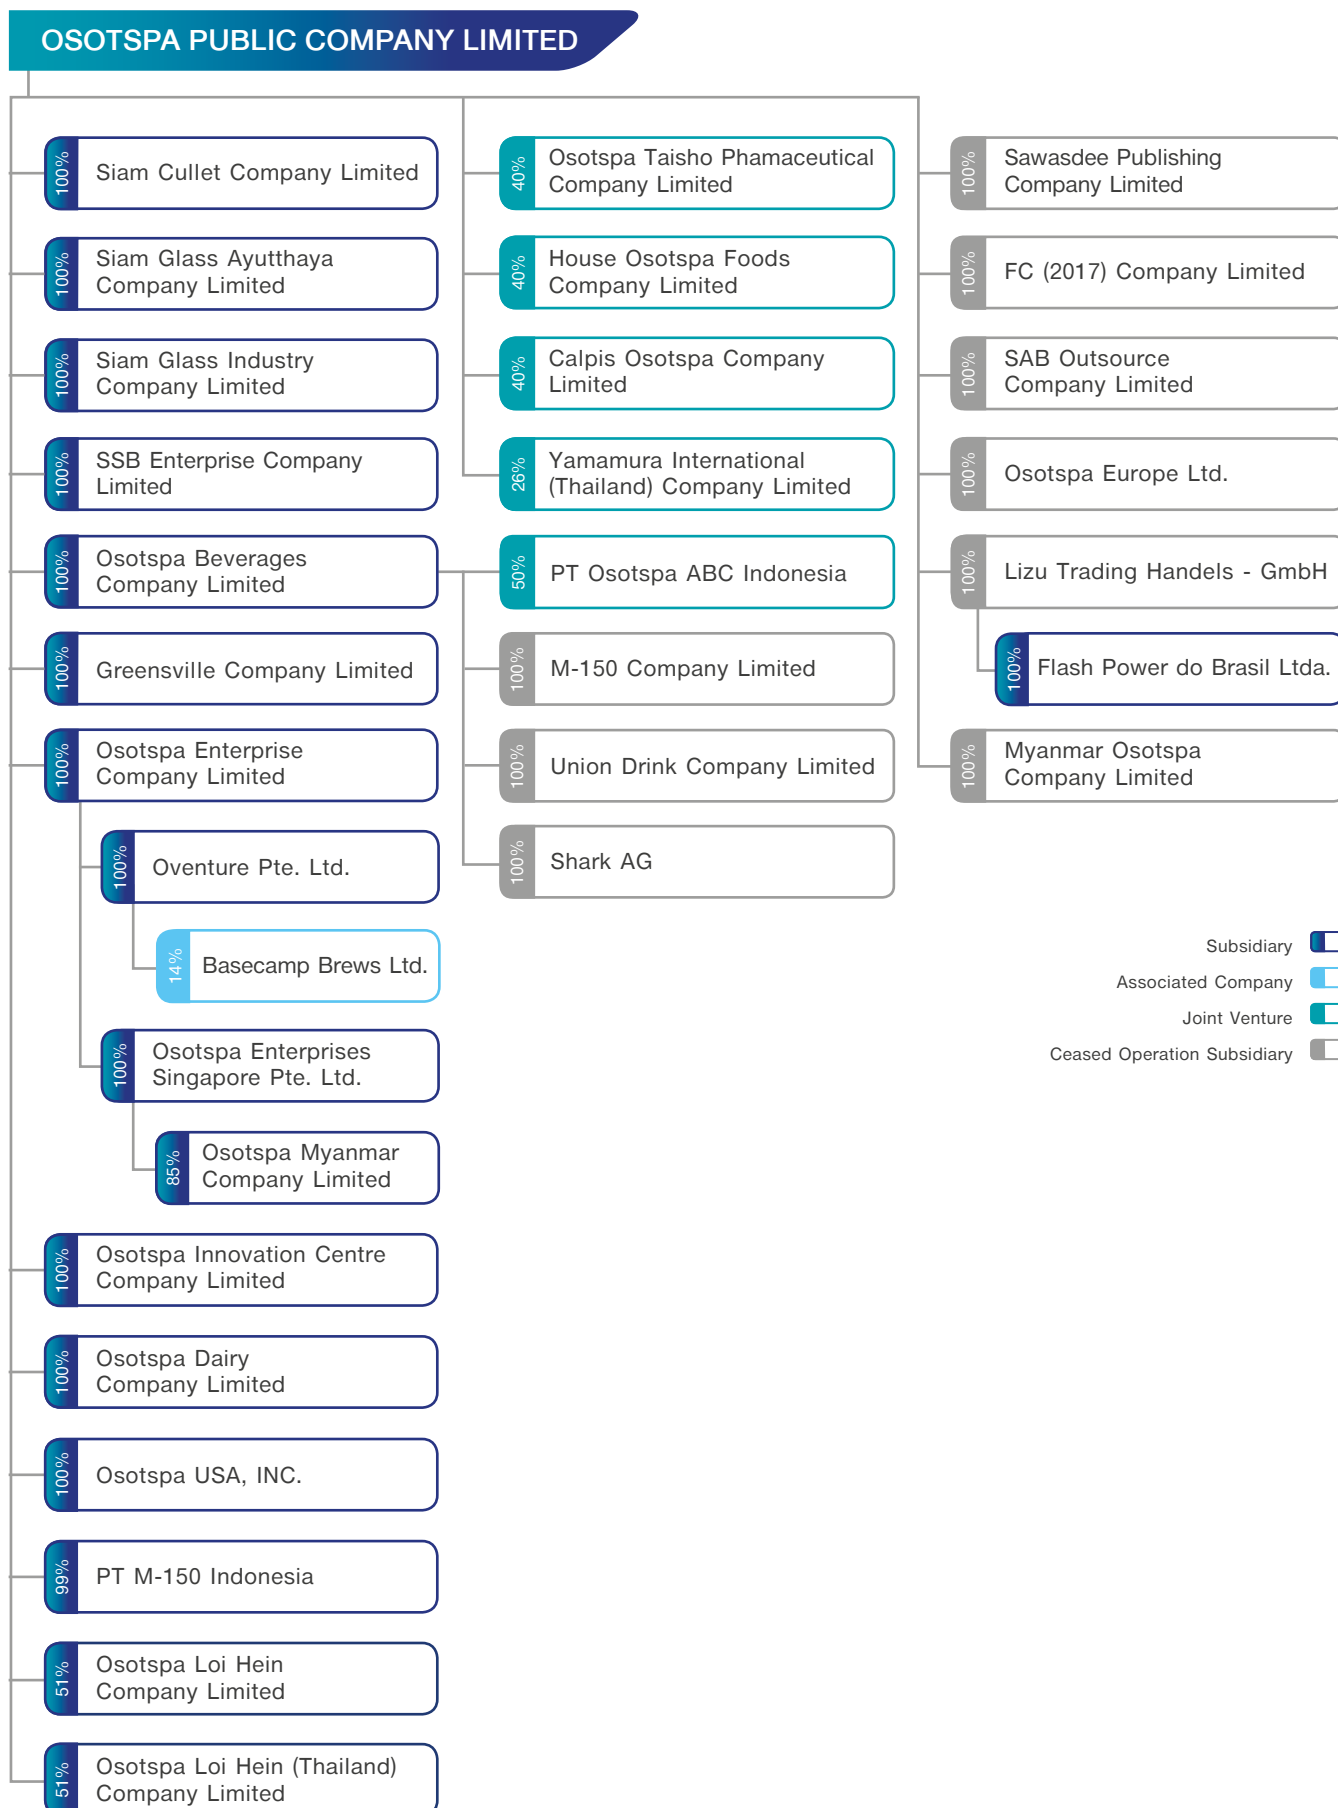 OSOTSPA PUBLIC COMPANY LIMITED
100%
Siam Cullet Company Limited
100%
Siam Glass Ayutthaya
Company Limited
100%
Siam Glass Industry
Company Limited
100%
SSB Enterprise Company
Limited
100%
Osotspa Beverages
Company Limited
100%
Greensville Company Limited
100%
Osotspa Enterprise
Company Limited
100%
Oventure Pte. Ltd.
14%
Basecamp Brews Ltd.
100%
Osotspa Enterprises
Singapore Pte. Ltd.
85%
Osotspa Myanmar
Company Limited
100%
Osotspa Innovation Centre
Company Limited
100%
Osotspa Dairy
Company Limited
100%
Osotspa USA, INC.
99%
PT M-150 Indonesia
51%
Osotspa Loi Hein
Company Limited
51%
Osotspa Loi Hein (Thailand)
Company Limited
40%
Osotspa Taisho Phamaceutical
Company Limited
40%
House Osotspa Foods
Company Limited
40%
Calpis Osotspa Company
Limited
26%
Yamamura International
(Thailand) Company Limited
50%
PT Osotspa ABC Indonesia
100%
M-150 Company Limited
100%
Union Drink Company Limited
100%
Shark AG
100%
Sawasdee Publishing
Company Limited
100%
FC (2017) Company Limited
100%
SAB Outsource
Company Limited
100%
Osotspa Europe Ltd.
100%
Lizu Trading Handels - GmbH
100%
Flash Power do Brasil Ltda.
100%
Myanmar Osotspa
Company Limited
Subsidiary
Associated Company
Joint Venture
Ceased Operation Subsidiary